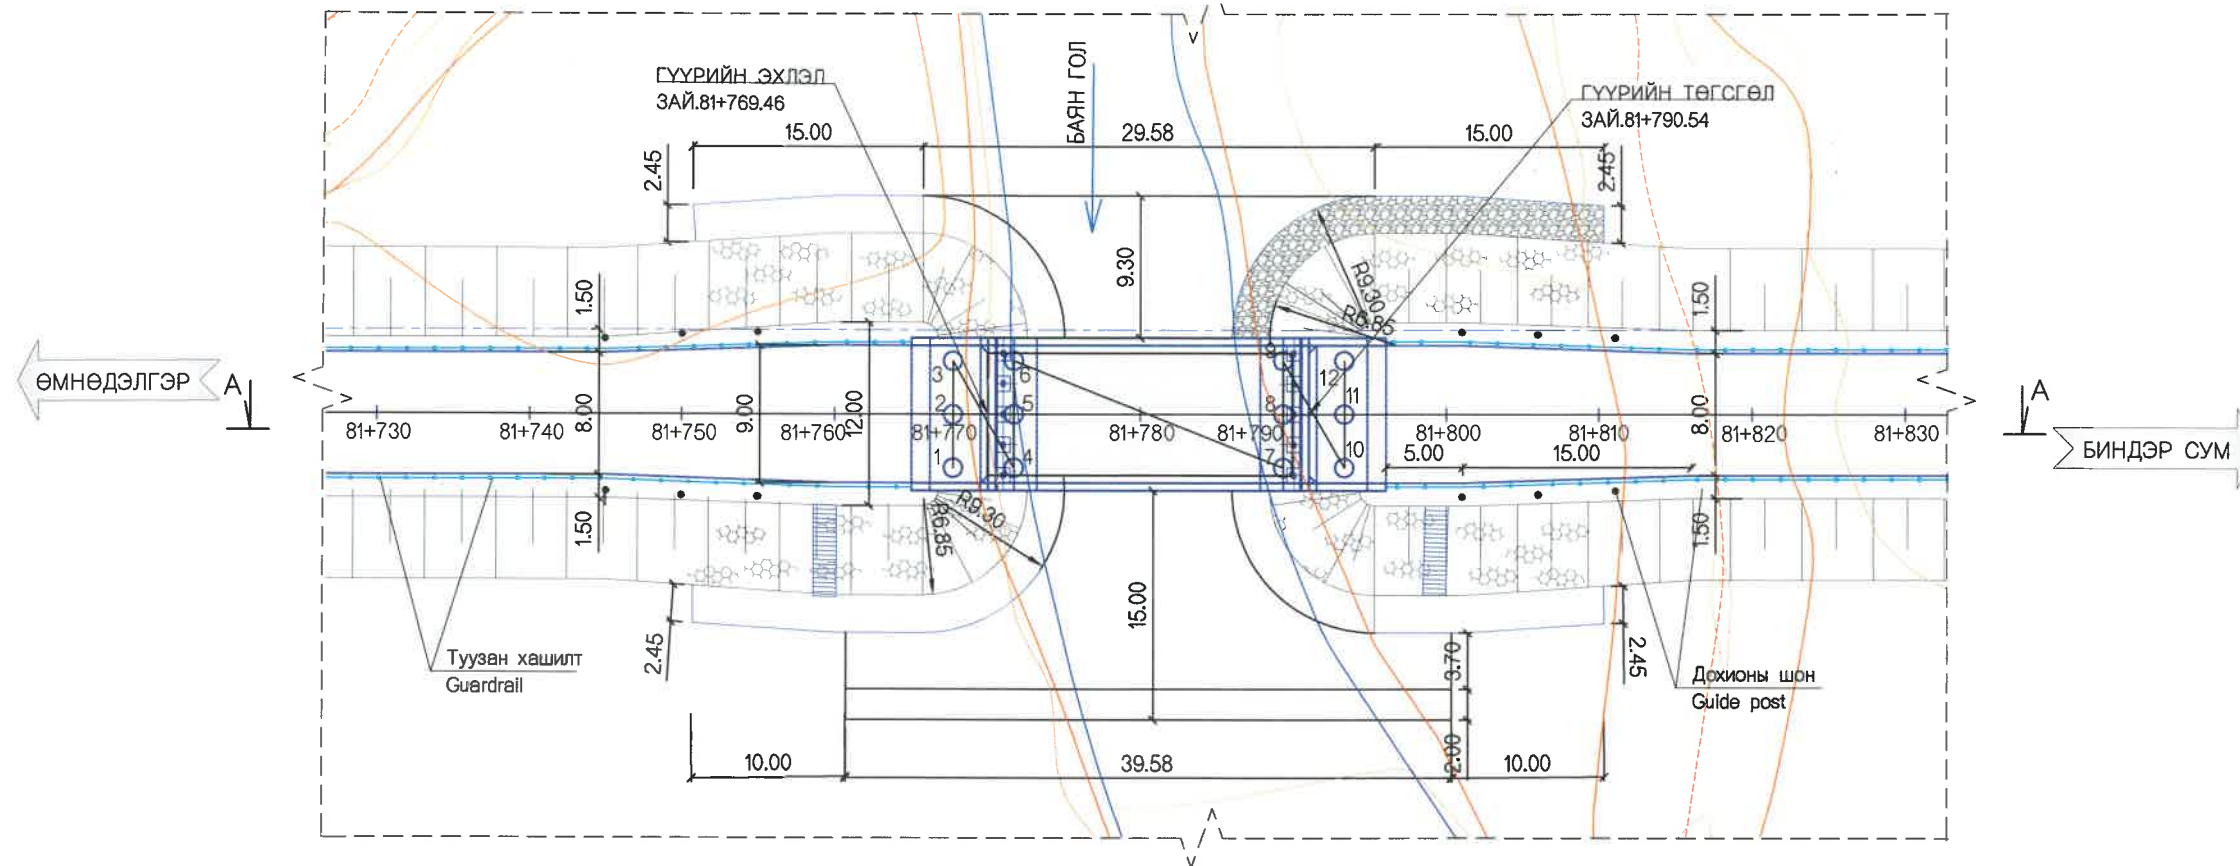 ГҮҮРИЙН ЭХЛЭЛ
ЗАЙ.81+769.46
БАЯН ГОЛ
ГҮҮРИЙН ТӨГСГӨЛ
ЗАЙ.81+790.54
15.00
29.58
15.00
2.45
2.45
9.30
1.50
R9.30
R6.85
1.50
ӨМНӨДЭЛГЭР
A
3
6
9
12
2
5
8
11
8.00
9.00
12.00
8.00
A
81+730
81+740
81+750
81+760
81+770
81+780
81+790
81+800
81+810
81+820
81+830
1
4
7
10
5.00
15.00
БИНДЭР СУМ
1.50
R6.85
R9.30
1.50
15.00
2.45
Туузан хашилт
Guardrail
3.70
2.45
Дохионы шон
Guide post
10.00
39.58
2.00
10.00